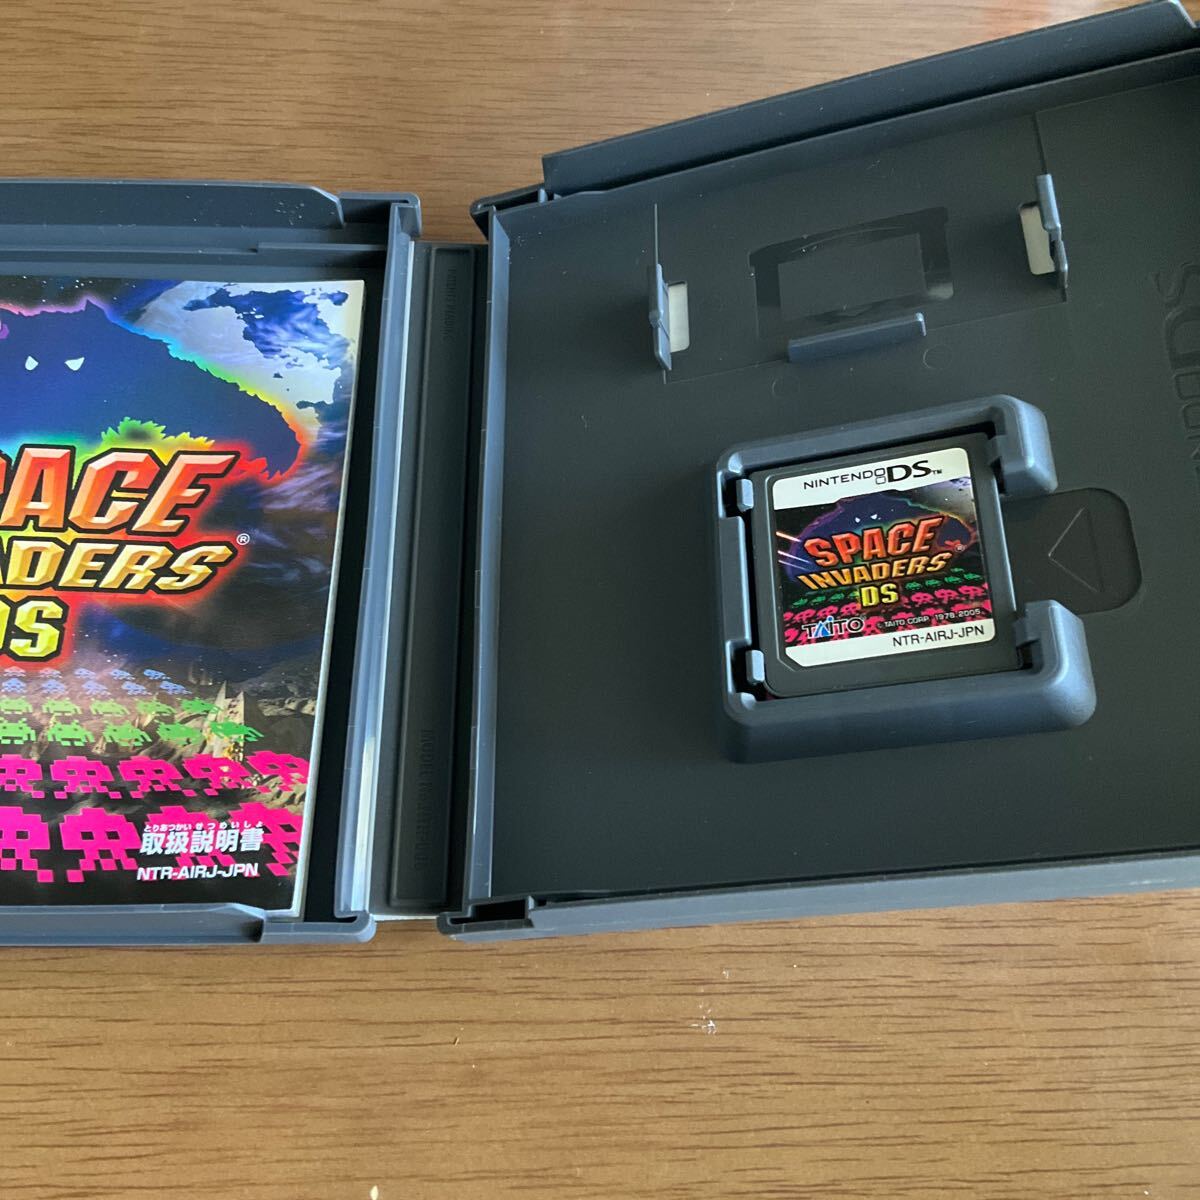 SPACE
INVADERS®
DS
とりあつかいせつめいしょ
取扱説明書
NTR-AIRJ-JPN
NINTENDO DS™
SPACE
INVADERS®
DS
TAITO
© TAITO CORP. 1978, 2005
NTR-AIRJ-JPN